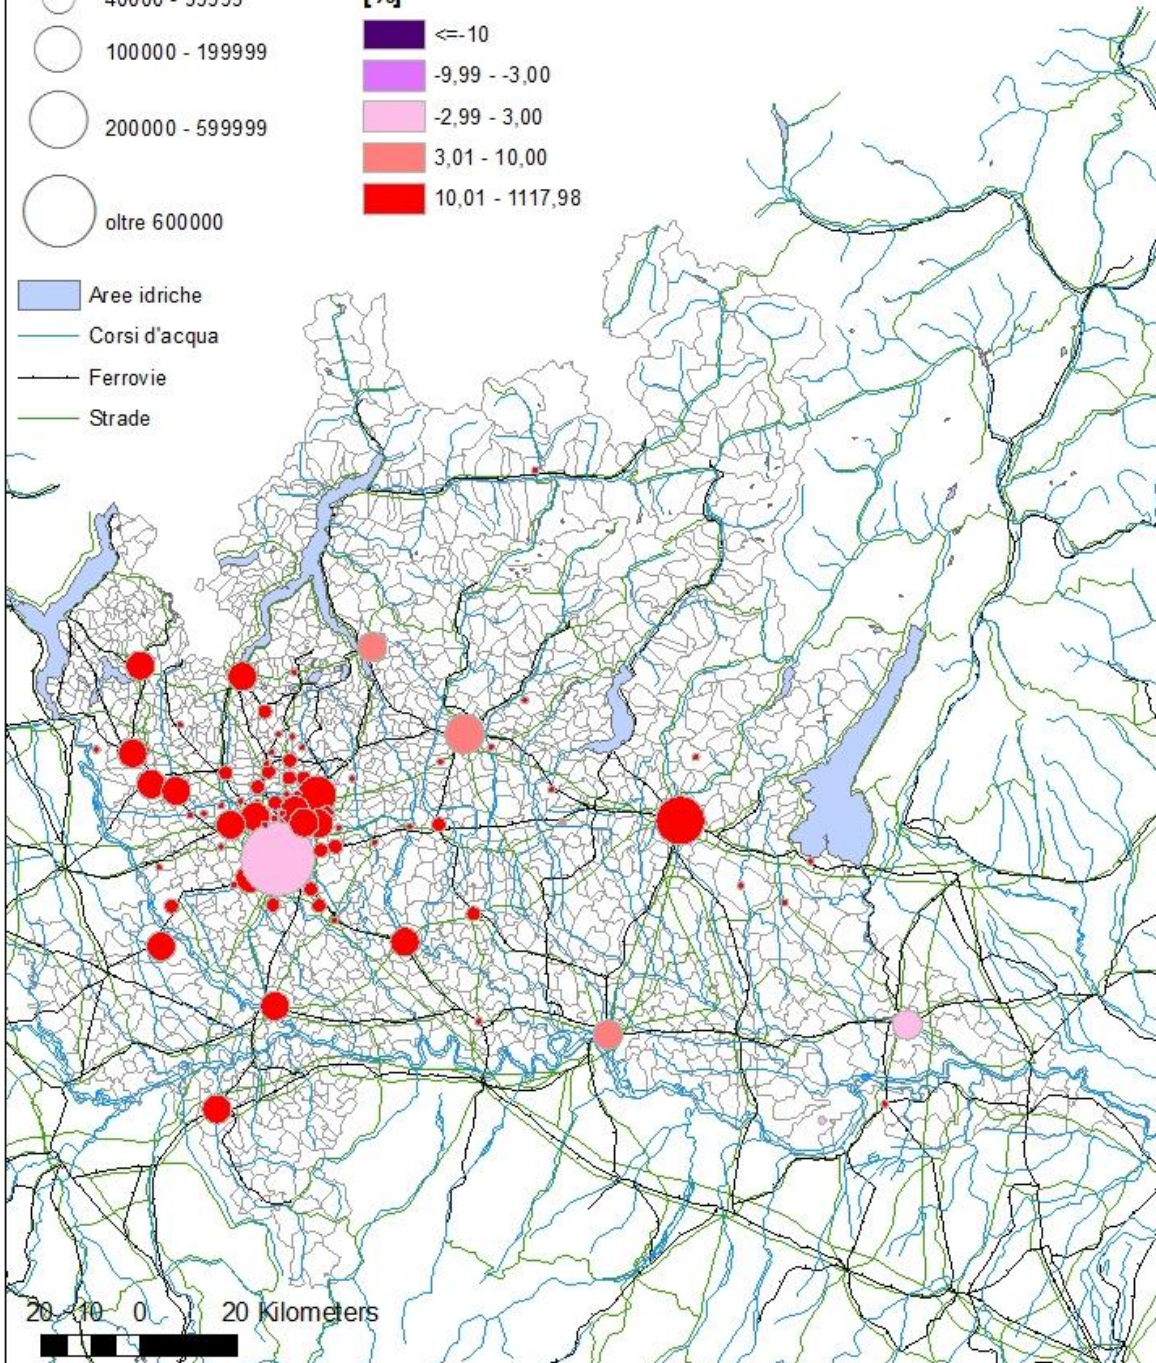 100000 - 199999
200000 - 599999
oltre 600000
Aree idriche
Corsi d'acqua
Ferrovie
Strade
[%]
<=-10
-9,99 - -3,00
-2,99 - 3,00
3,01 - 10,00
10,01 - 1117,98
20 10 0 20 Kilometers